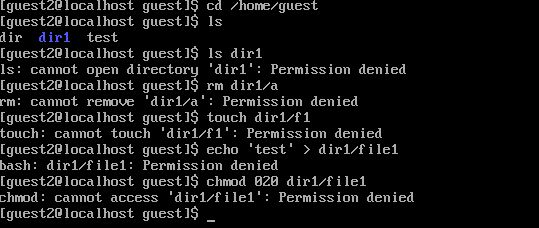 [guest2@localhost guest]$ cd /home/guest
[guest2@localhost guest]$ ls
dir  dir1  test
[guest2@localhost guest]$ ls dir1
ls: cannot open directory 'dir1': Permission denied
[guest2@localhost guest]$ rm dir1/a
rm: cannot remove 'dir1/a': Permission denied
[guest2@localhost guest]$ touch dir1/f1
touch: cannot touch 'dir1/f1': Permission denied
[guest2@localhost guest]$ echo 'test' > dir1/file1
bash: dir1/file1: Permission denied
[guest2@localhost guest]$ chmod 020 dir1/file1
chmod: cannot access 'dir1/file1': Permission denied
[guest2@localhost guest]$ _